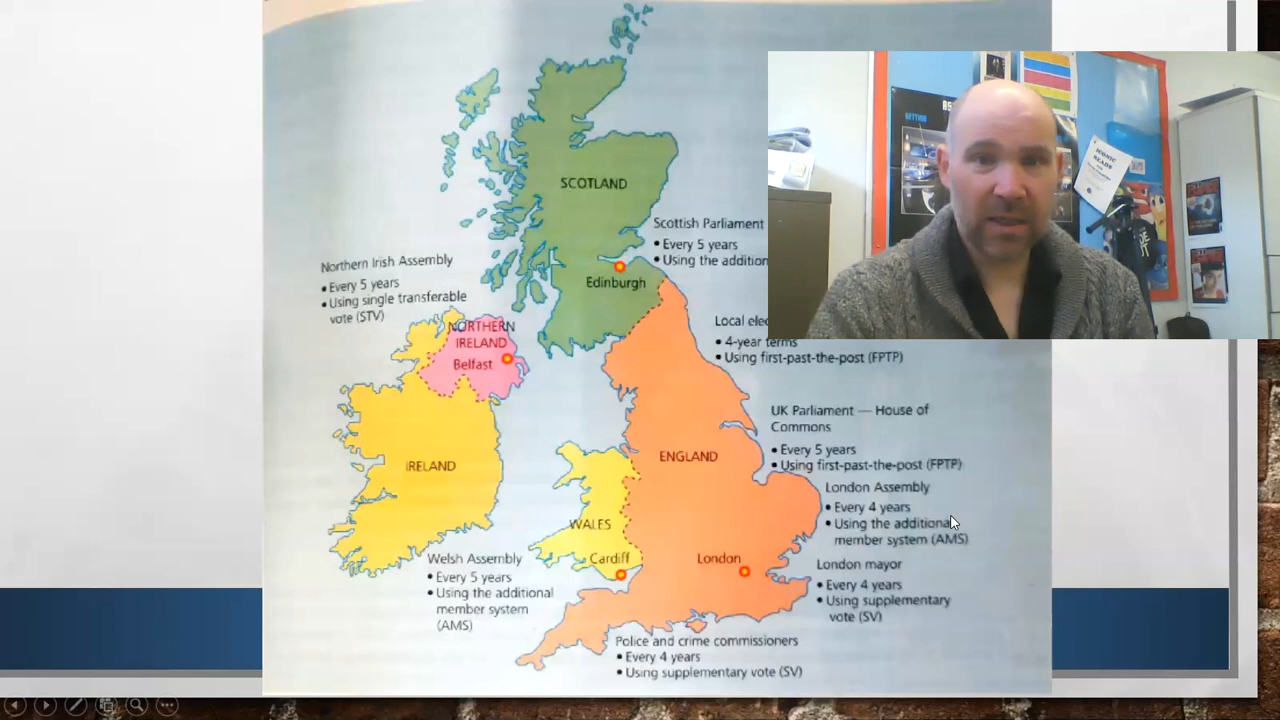 SCOTLAND
Scottish Parliament
• Every 5 years
• Using the addition
Edinburgh
Northern Irish Assembly
• Every 5 years
• Using single transferable
vote (STV)
NORTHERN
IRELAND
Belfast
Local elec
• 4-year terms
• Using first-past-the-post (FPTP)
UK Parliament — House of
Commons
• Every 5 years
• Using first-past-the-post (FPTP)
ENGLAND
IRELAND
London Assembly
• Every 4 years
• Using the additional
member system (AMS)
WALES
Cardiff
London
Welsh Assembly
• Every 5 years
• Using the additional
member system
(AMS)
London mayor
• Every 4 years
• Using supplementary
vote (SV)
Police and crime commissioners
• Every 4 years
• Using supplementary vote (SV)
ICONIC
READS